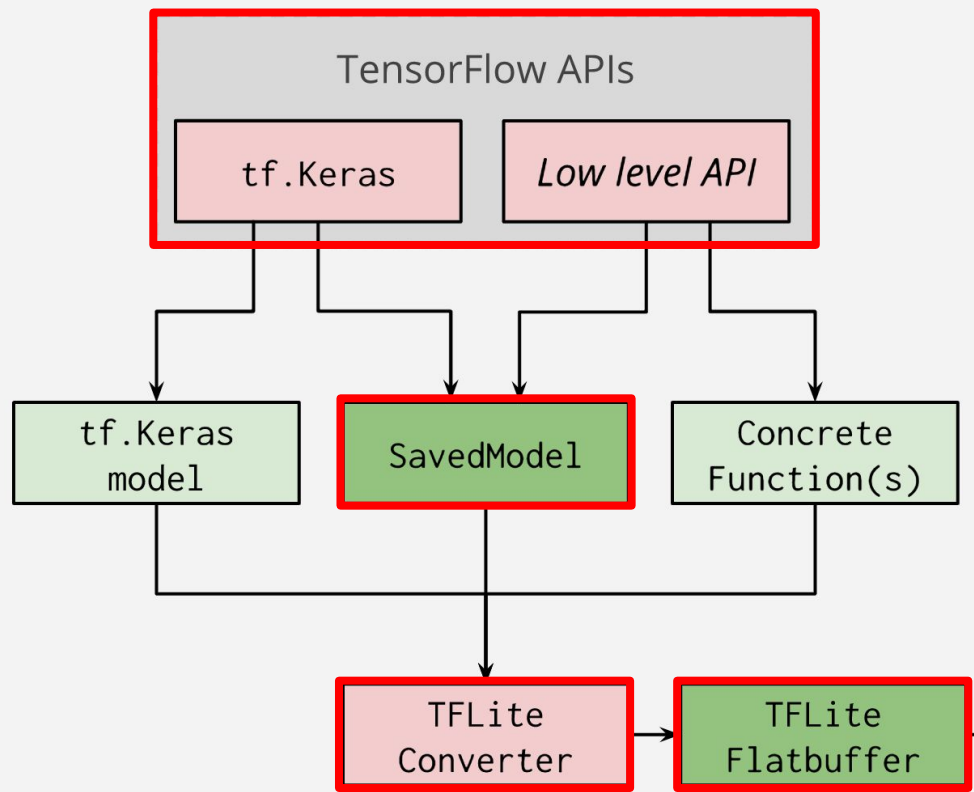 TensorFlow APIs
tf.Keras
Low level API
tf.Keras
model
SavedModel
Concrete
Function(s)
TFLite
Converter
TFLite
Flatbuffer